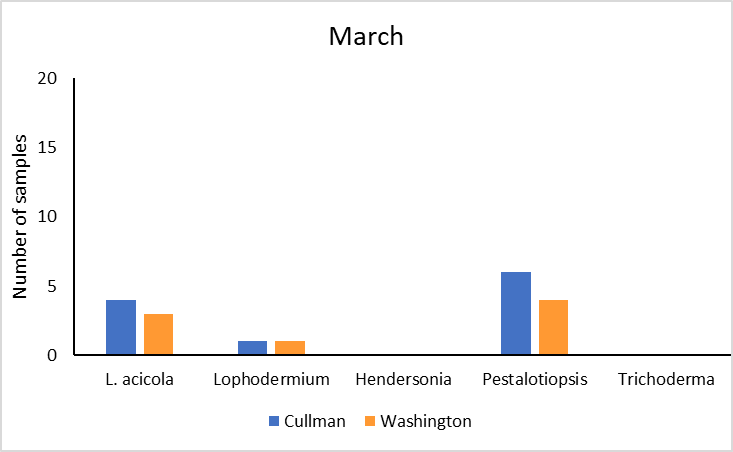 March
Number of samples
20
15
10
5
0
L. acicola Lophodermium Hendersonia Pestalotiopsis Trichoderma
Cullman Washington